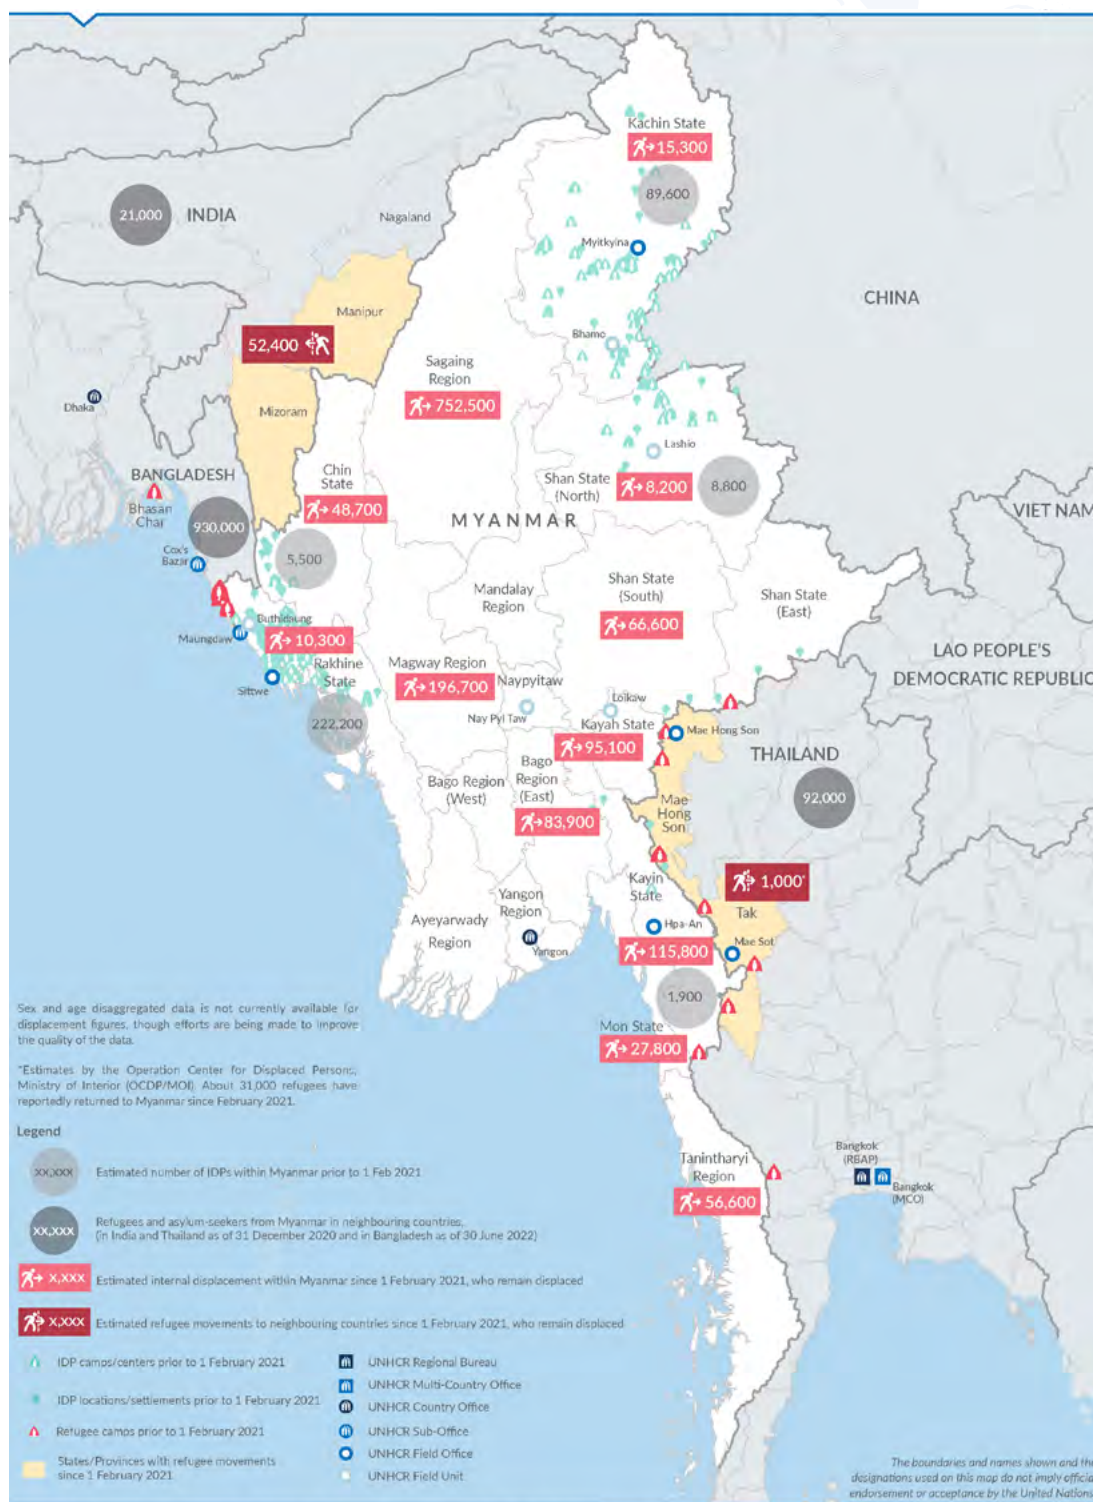 Kachin State
15,300
89,600
21,000
INDIA
Nagaland
Myitkyina
CHINA
Manipur
52,400
Bhamo
Sagaing
Region
752,500
Dhaka
Mizoram
Lashio
BANGLADESH
Chin
State
48,700
Shan State
(North)
8,200
8,800
Bhasan
Char
930,000
MYANMAR
VIET NAM
5,500
Cox's
Bazar
Mandalay
Region
Shan State
(South)
66,600
Shan State
(East)
Buthidaung
Maungdaw
10,300
Rakhine
State
Sittwe
222,200
Magway Region
196,700
Naypyitaw
Nay Pyi Taw
Loikaw
Kayah State
95,100
LAO PEOPLE'S
DEMOCRATIC REPUBLIC
Mae Hong Son
THAILAND
92,000
Bago Region
(West)
Bago
Region
(East)
83,900
Mae
Hong
Son
1,000*
Tak
Kayin
State
Hpa-An
Mae Sot
115,800
Yangon
Region
Yangon
Ayeyarwady
Region
1,900
Mon State
27,800
Sex and age disaggregated data is not currently available for
displacement figures, though efforts are being made to improve
the quality of the data.
*Estimates by the Operation Center for Displaced Persons,
Ministry of Interior (OCDP/MOI). About 31,000 refugees have
reportedly returned to Myanmar since February 2021.
Tanintharyi
Region
56,600
Bangkok
(RBAP)
Bangkok
(MCO)
Legend
xx,xxx
Estimated number of IDPs within Myanmar prior to 1 Feb 2021
xx,xxx
Refugees and asylum-seekers from Myanmar in neighbouring countries.
(in India and Thailand as of 31 December 2020 and in Bangladesh as of 30 June 2022)
x,xxx
Estimated internal displacement within Myanmar since 1 February 2021, who remain displaced
x,xxx
Estimated refugee movements to neighbouring countries since 1 February 2021, who remain displaced
IDP camps/centers prior to 1 February 2021
IDP locations/settlements prior to 1 February 2021
Refugee camps prior to 1 February 2021
States/Provinces with refugee movements
since 1 February 2021
UNHCR Regional Bureau
UNHCR Multi-Country Office
UNHCR Country Office
UNHCR Sub-Office
UNHCR Field Office
UNHCR Field Unit
The boundaries and names shown and the
designations used on this map do not imply official
endorsement or acceptance by the United Nations.